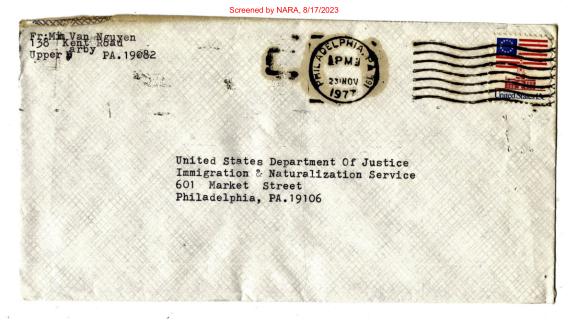 Screened by NARA, 8/17/2023
Fr:Min Van Nguyen
138 Kent Road
Upper Darby PA.19082
PHILADELPHIA, PA 191
PM
23 NOV
1977
United States 13c
United States Department Of Justice
Immigration & Naturalization Service
601 Market Street
Philadelphia, PA.19106